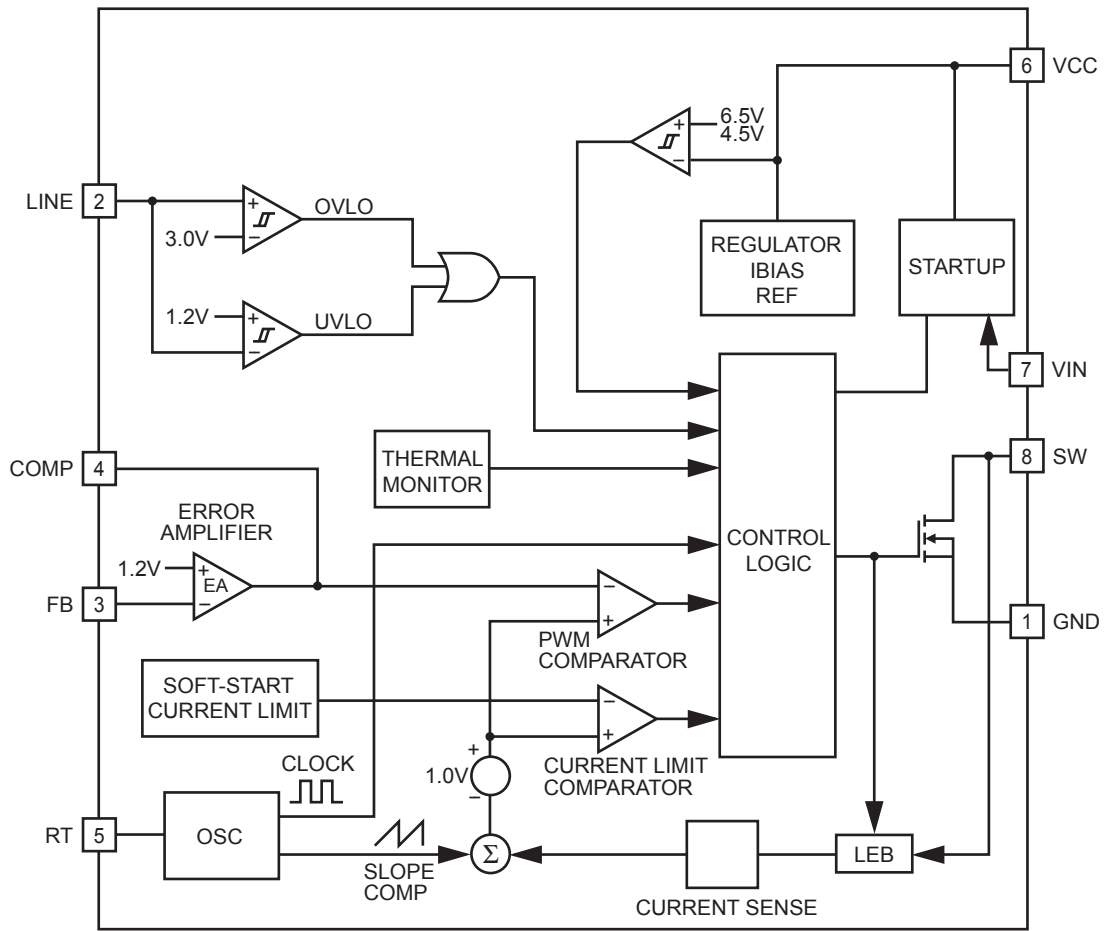 6
VCC
+
6.5V
4.5V
−
LINE
2
+
OVLO
3.0V
−
REGULATOR
IBIAS
REF
STARTUP
1.2V
+
UVLO
−
7
VIN
COMP
4
THERMAL
MONITOR
8
SW
ERROR
AMPLIFIER
CONTROL
LOGIC
1.2V
+
EA
−
FB
3
−
+
PWM
COMPARATOR
1
GND
SOFT-START
CURRENT LIMIT
−
+
CLOCK
+
1.0V
−
CURRENT LIMIT
COMPARATOR
RT
5
OSC
SLOPE
COMP
Σ
LEB
CURRENT SENSE